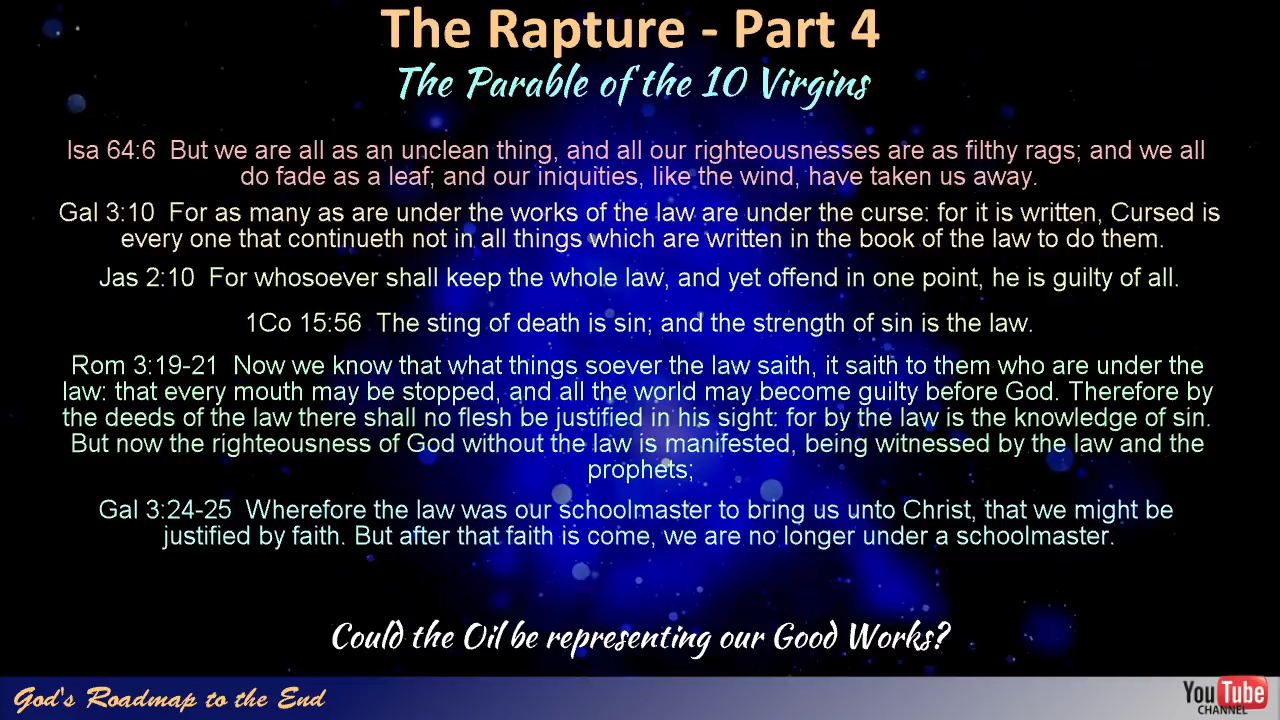 The Rapture - Part 4
The Parable of the 10 Virgins
Isa 64:6 But we are all as an unclean thing, and all our righteousnesses are as filthy rags; and we all
do fade as a leaf; and our iniquities, like the wind, have taken us away.
Gal 3:10 For as many as are under the works of the law are under the curse: for it is written, Cursed is
every one that continueth not in all things which are written in the book of the law to do them.
Jas 2:10 For whosoever shall keep the whole law, and yet offend in one point, he is guilty of all.
1Co 15:56 The sting of death is sin; and the strength of sin is the law.
Rom 3:19-21 Now we know that what things soever the law saith, it saith to them who are under the
law: that every mouth may be stopped, and all the world may become guilty before God. Therefore by
the deeds of the law there shall no flesh be justified in his sight: for by the law is the knowledge of sin.
But now the righteousness of God without the law is manifested, being witnessed by the law and the
prophets;
Gal 3:24-25 Wherefore the law was our schoolmaster to bring us unto Christ, that we might be
justified by faith. But after that faith is come, we are no longer under a schoolmaster.
Could the Oil be representing our Good Works?
God's Roadmap to the End
YouTube
CHANNEL